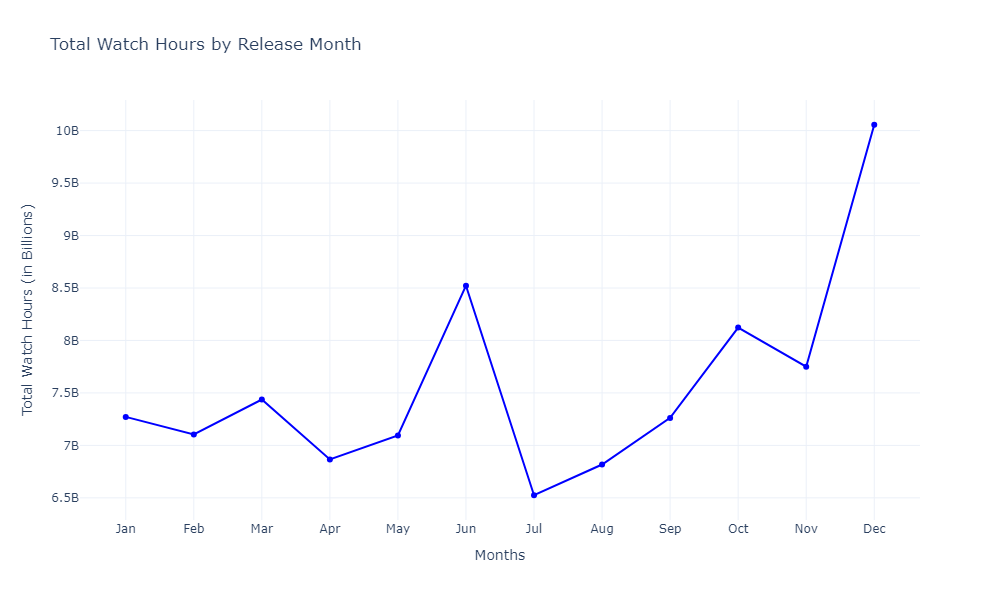 Total Watch Hours by Release Month
Total Watch Hours (in Billions)
10B
9.5B
9B
8.5B
8B
7.5B
7B
6.5B
Jan Feb Mar Apr May Jun Jul Aug Sep Oct Nov Dec
Months